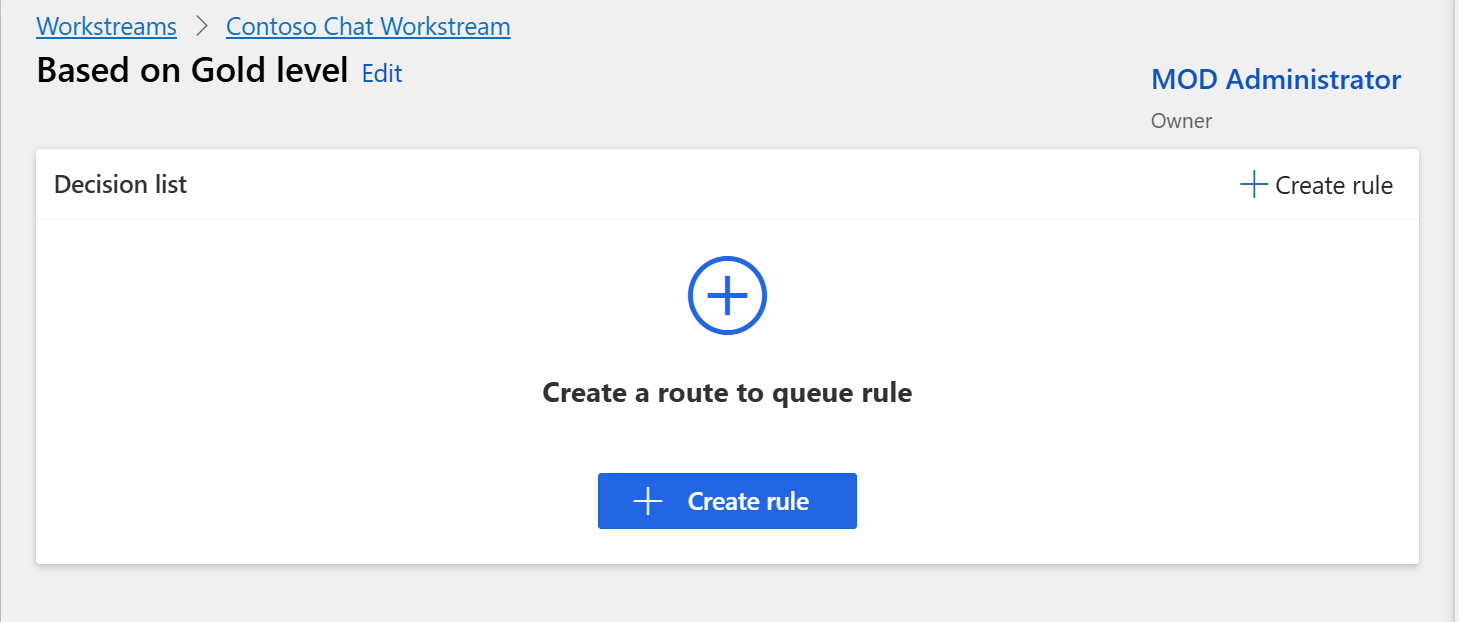 Workstreams > Contoso Chat Workstream
Based on Gold level Edit
MOD Administrator
Owner
Decision list
Create rule
Create a route to queue rule
Create rule